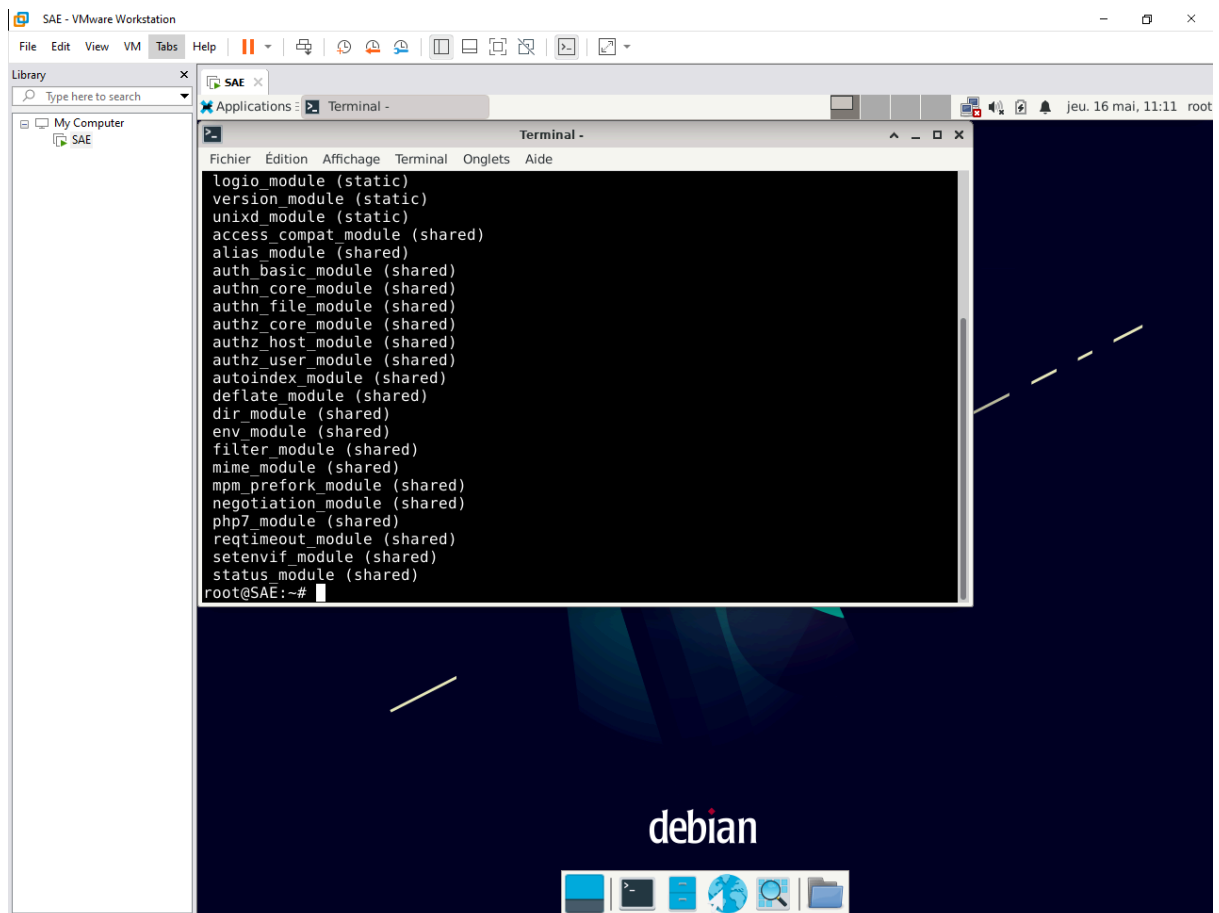 SAE - VMware Workstation
File Edit View VM Tabs Help
Library
Type here to search
My Computer
SAE
SAE
Applications
Terminal -
jeu. 16 mai, 11:11 root
Terminal -
Fichier Édition Affichage Terminal Onglets Aide
logio_module (static)
version_module (static)
unixd_module (static)
access_compat_module (shared)
alias_module (shared)
auth_basic_module (shared)
authn_core_module (shared)
authn_file_module (shared)
authz_core_module (shared)
authz_host_module (shared)
authz_user_module (shared)
autoindex_module (shared)
deflate_module (shared)
dir_module (shared)
env_module (shared)
filter_module (shared)
mime_module (shared)
mpm_prefork_module (shared)
negotiation_module (shared)
php7_module (shared)
reqtimeout_module (shared)
setenvif_module (shared)
status_module (shared)
root@SAE:~#
debian